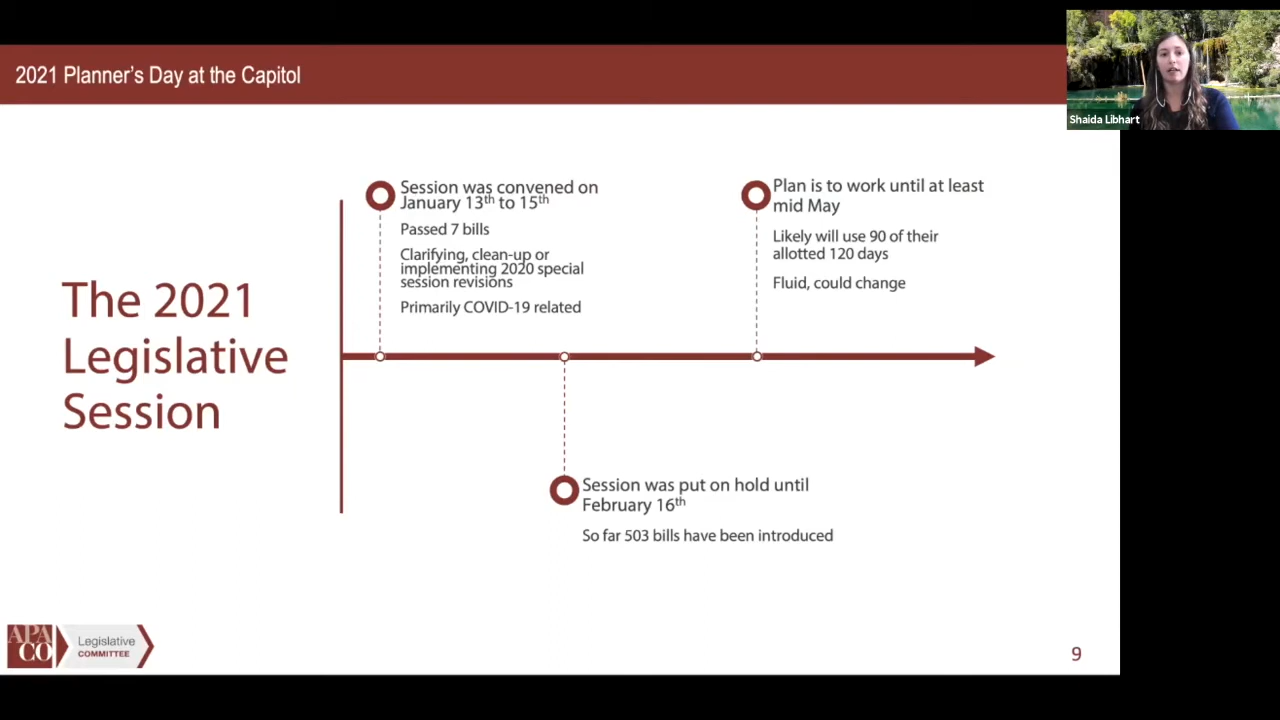 2021 Planner's Day at the Capitol
Shaida Libhart
The 2021
Legislative
Session
Session was convened on
January 13th to 15th
Passed 7 bills
Clarifying, clean-up or
implementing 2020 special
session revisions
Primarily COVID-19 related
Plan is to work until at least
mid May
Likely will use 90 of their
allotted 120 days
Fluid, could change
Session was put on hold until
February 16th
So far 503 bills have been introduced
APA
CO
Legislative
COMMITTEE
9